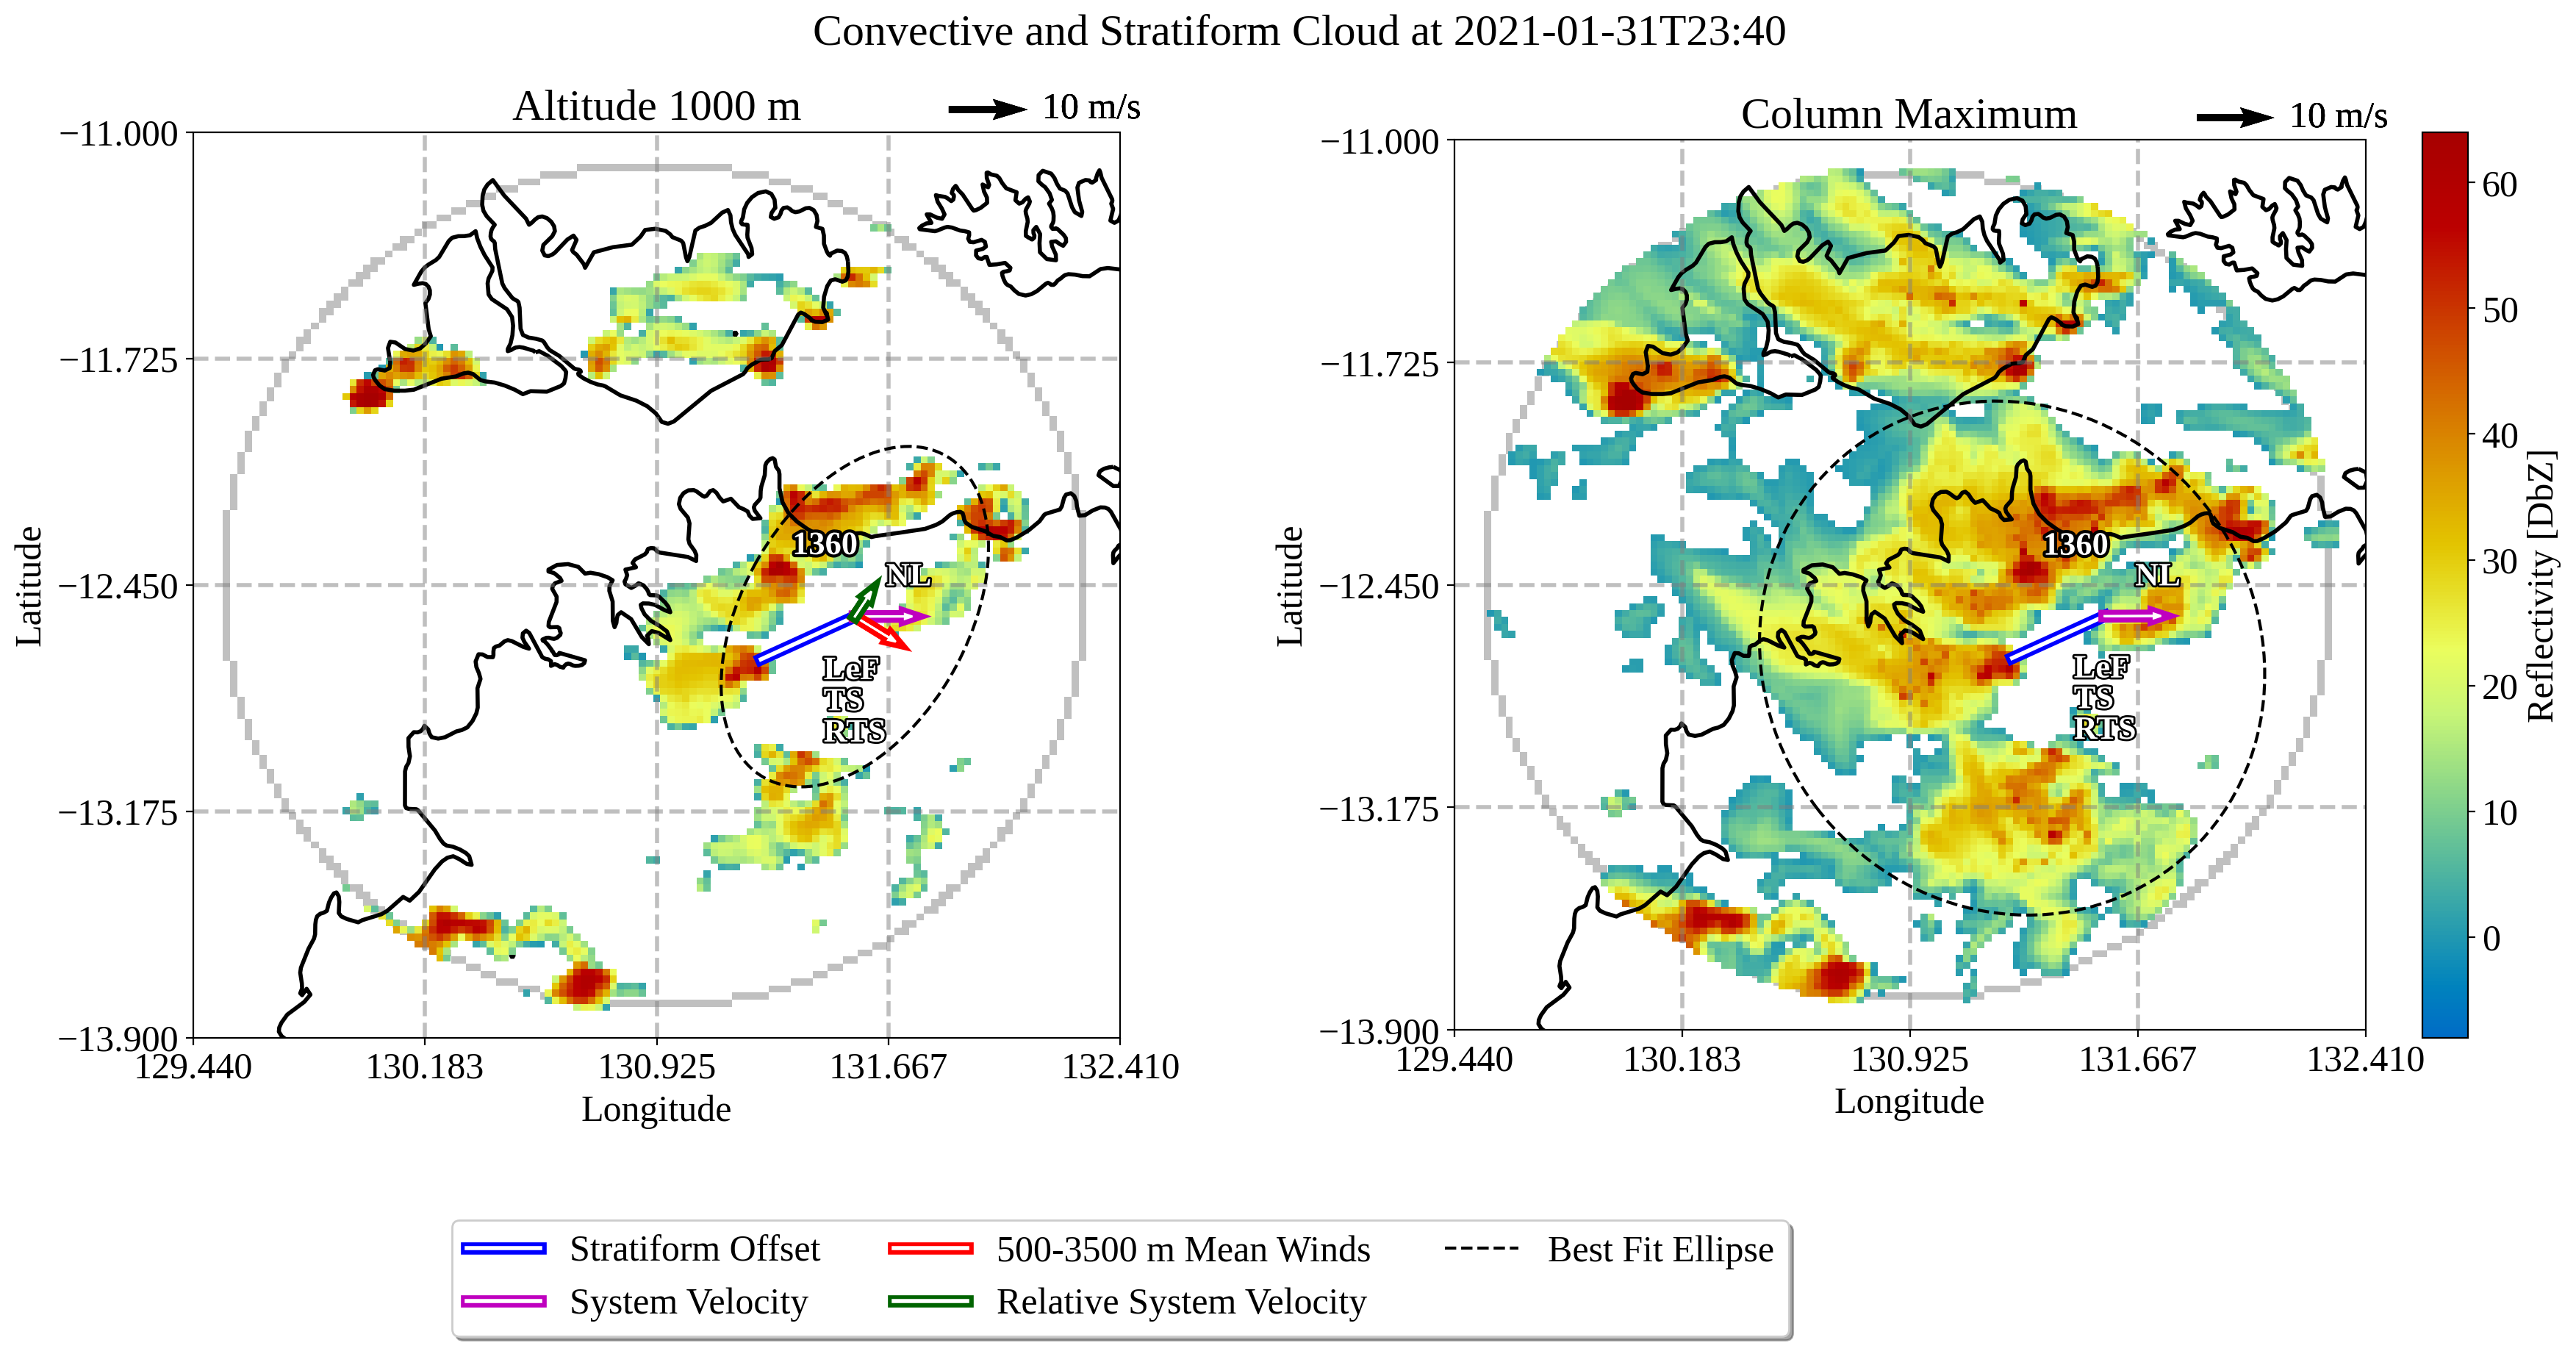 Convective and Stratiform Cloud at 2021-01-31T23:40
Altitude 1000 m
10 m/s
−11.000
−11.725
−12.450
−13.175
−13.900
Latitude
129.440
130.183
130.925
131.667
132.410
Longitude
1360
NL
LeF
TS
RTS
Column Maximum
10 m/s
−11.000
−11.725
−12.450
−13.175
−13.900
Latitude
129.440
130.183
130.925
131.667
132.410
Longitude
1360
NL
LeF
TS
RTS
60
50
40
30
20
10
0
Reflectivity [DbZ]
Stratiform Offset
System Velocity
500-3500 m Mean Winds
Relative System Velocity
Best Fit Ellipse